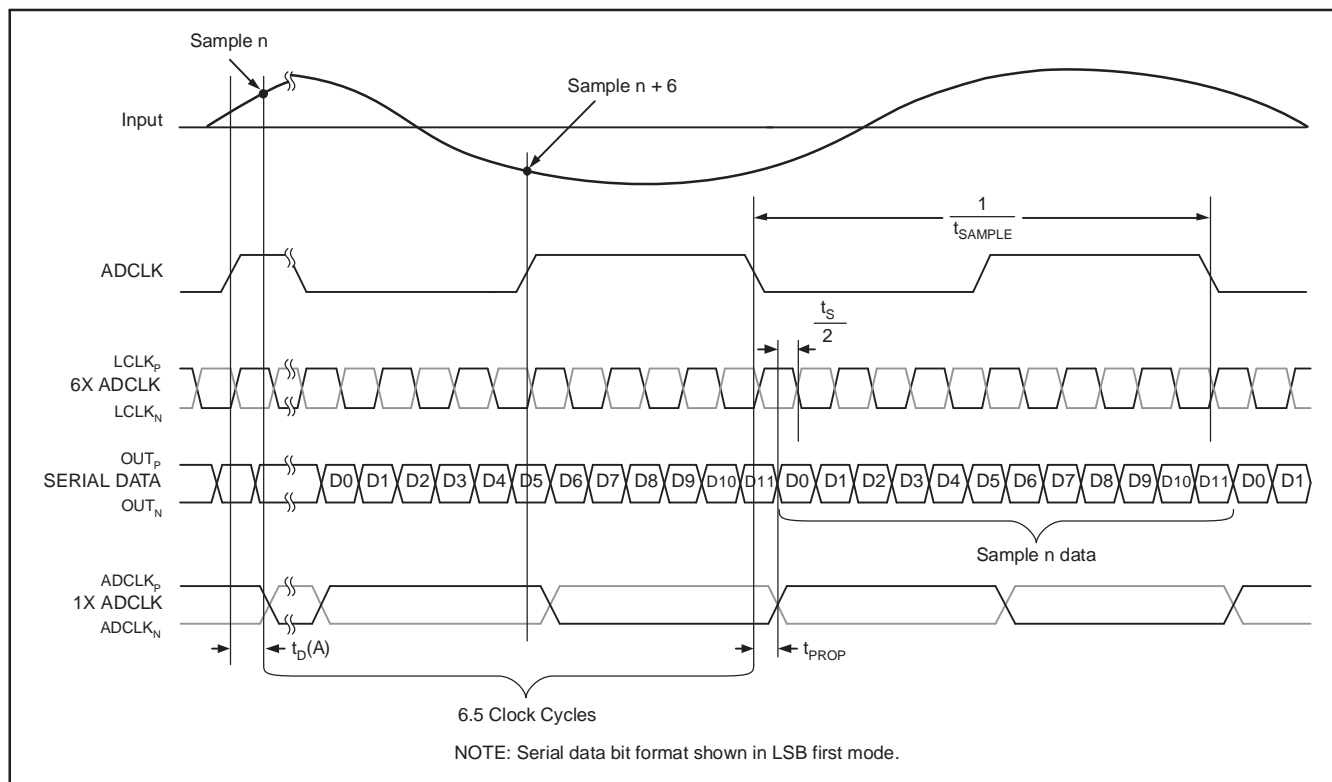 Sample n
Sample n + 6
Input
1
tSAMPLE
ADCLK
tS
2
LCLKP
6X ADCLK
LCLKN
OUTP
SERIAL DATA
OUTN
D0 D1 D2 D3 D4 D5 D6 D7 D8 D9 D10 D11 D0 D1 D2 D3 D4 D5 D6 D7 D8 D9 D10 D11 D0 D1
Sample n data
ADCLKP
1X ADCLK
ADCLKN
tD(A)
tPROP
6.5 Clock Cycles
NOTE: Serial data bit format shown in LSB first mode.